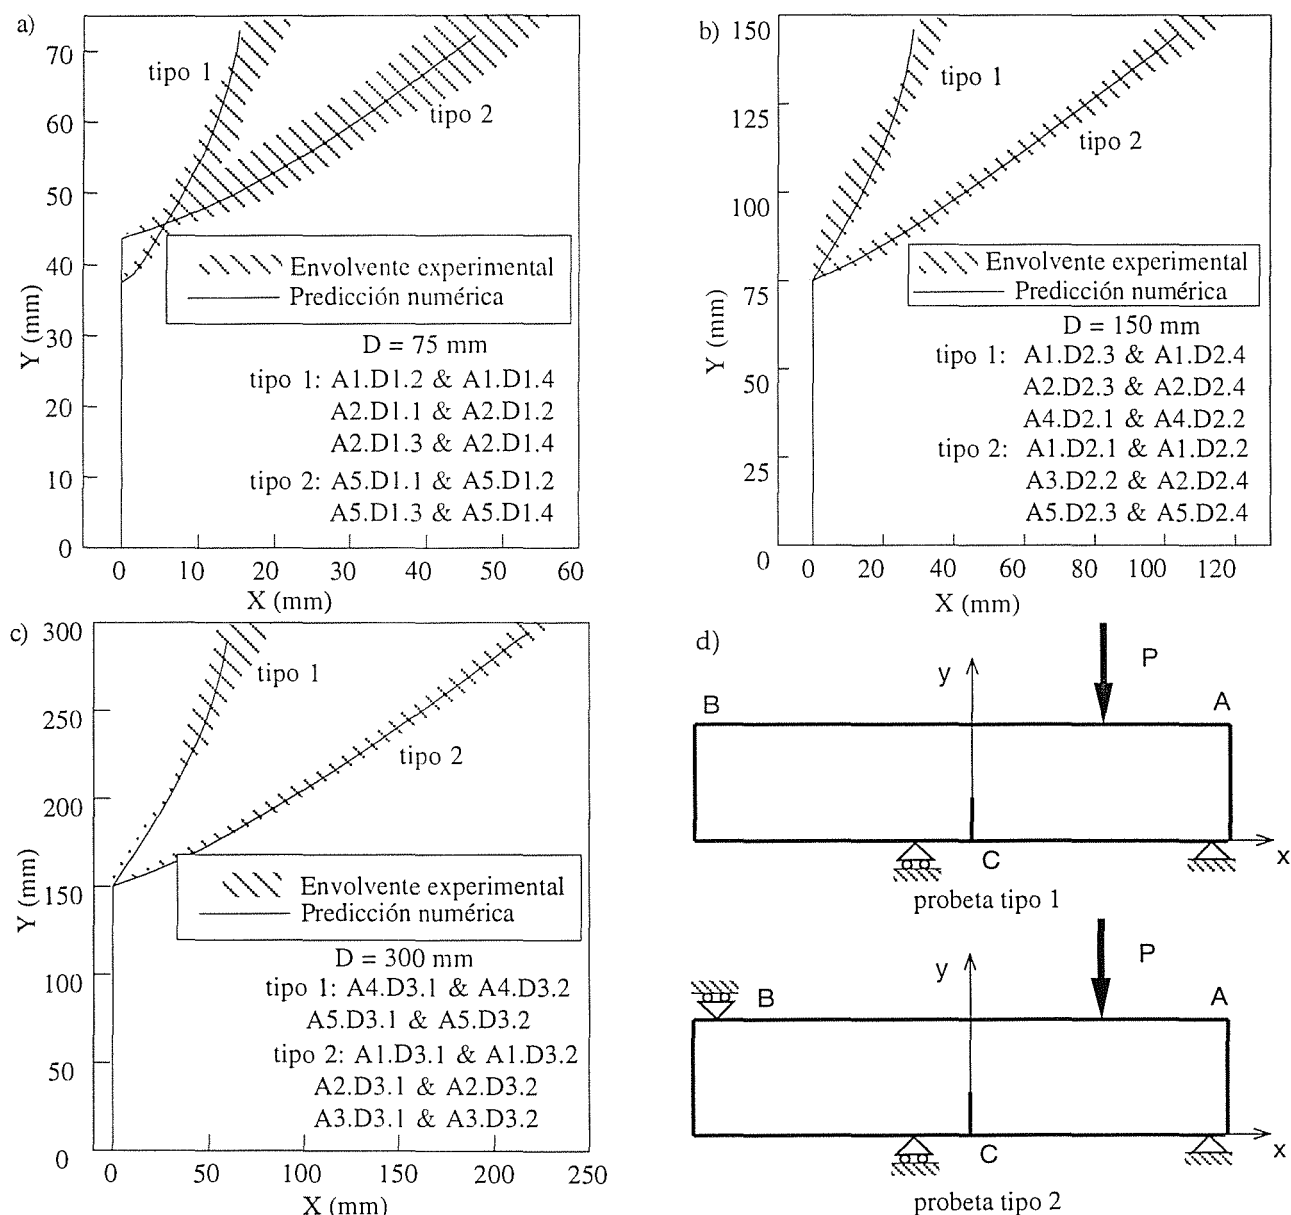 a)
70
60
50
40
30
20
10
0
Y (mm)
tipo 1
tipo 2
Envolvente experimental
Predicción numérica
D = 75 mm
tipo 1: A1.D1.2 & A1.D1.4
A2.D1.1 & A2.D1.2
A2.D1.3 & A2.D1.4
tipo 2: A5.D1.1 & A5.D1.2
A5.D1.3 & A5.D1.4
0 10 20 30 40 50 60
X (mm)
b)
150
125
100
75
50
25
0
Y (mm)
tipo 1
tipo 2
Envolvente experimental
Predicción numérica
D = 150 mm
tipo 1: A1.D2.3 & A1.D2.4
A2.D2.3 & A2.D2.4
A4.D2.1 & A4.D2.2
tipo 2: A1.D2.1 & A1.D2.2
A3.D2.2 & A2.D2.4
A5.D2.3 & A5.D2.4
0 20 40 60 80 100 120
X (mm)
c)
300
250
200
150
100
50
0
Y (mm)
tipo 1
tipo 2
Envolvente experimental
Predicción numérica
D = 300 mm
tipo 1: A4.D3.1 & A4.D3.2
A5.D3.1 & A5.D3.2
tipo 2: A1.D3.1 & A1.D3.2
A2.D3.1 & A2.D3.2
A3.D3.1 & A3.D3.2
0 50 100 150 200 250
X (mm)
d)
P
y
B
A
C
x
probeta tipo 1
P
y
B
A
C
x
probeta tipo 2